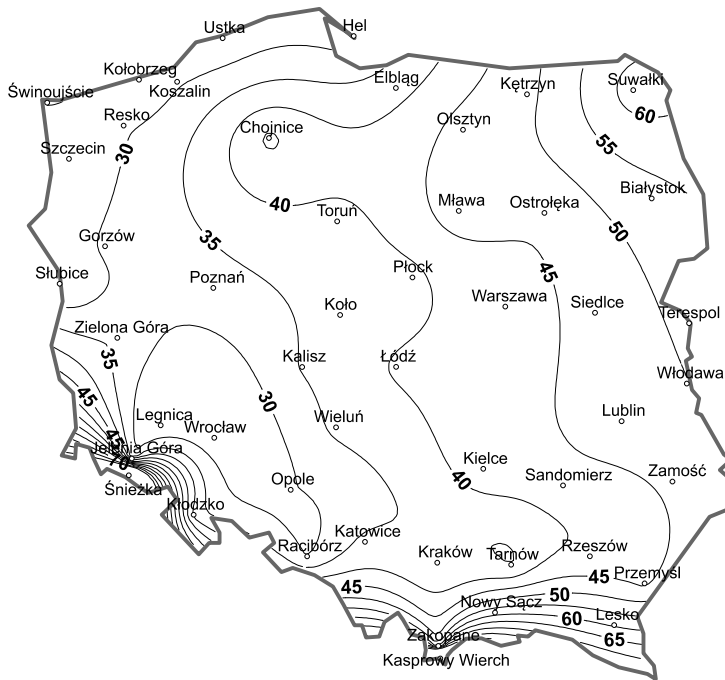 Hel
Ustka
Kołobrzeg
Elbląg
Kętrzyn
Suwałki
Świnoujście
Koszalin
Resko
60
Chojnice
Olsztyn
55
Szczecin
30
Białystok
40
Mława
Ostrołęka
Toruń
50
Gorzów
35
Słubice
Poznań
Płock
45
Koło
Warszawa
Siedlce
Terespol
Zielona Góra
35
Kalisz
Łódź
Włodawa
45
30
Legnica
Wrocław
Wieluń
Lublin
45
Jelenia Góra
70
Śnieżka
Opole
Kielce
40
Sandomierz
Zamość
Kłodzko
Katowice
Racibórz
Kraków
Tarnów
Rzeszów
45
45
Przemyśl
50
Nowy Sącz
60
Lesko
65
Zakopane
Kasprowy Wierch